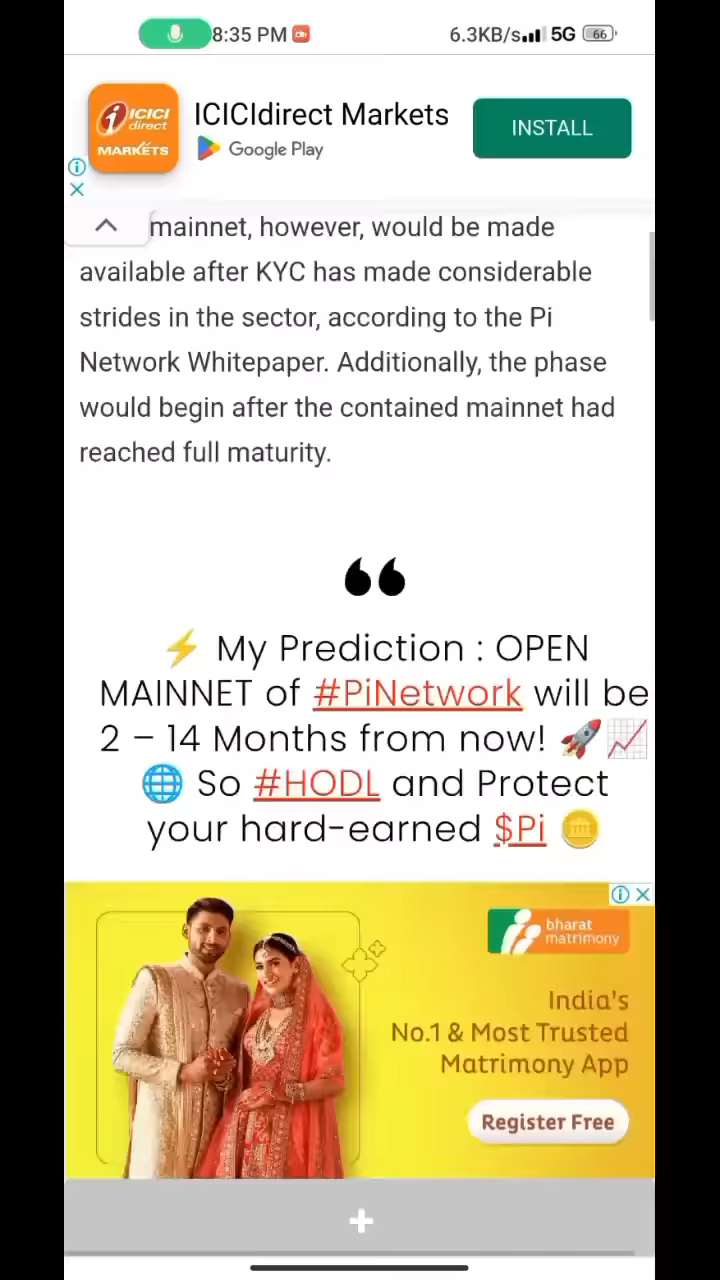 8:35 PM
6.3KB/s 5G 66
ICICI
direct
MARKETS
ICICIdirect Markets
Google Play
INSTALL
mainnet, however, would be made
available after KYC has made considerable
strides in the sector, according to the Pi
Network Whitepaper. Additionally, the phase
would begin after the contained mainnet had
reached full maturity.
❝
⚡ My Prediction : OPEN
MAINNET of #PiNetwork will be
2 – 14 Months from now! 🚀📈
🌐 So #HODL and Protect
your hard-earned $Pi 🪙
bharat
matrimony
India's
No.1 & Most Trusted
Matrimony App
Register Free
+